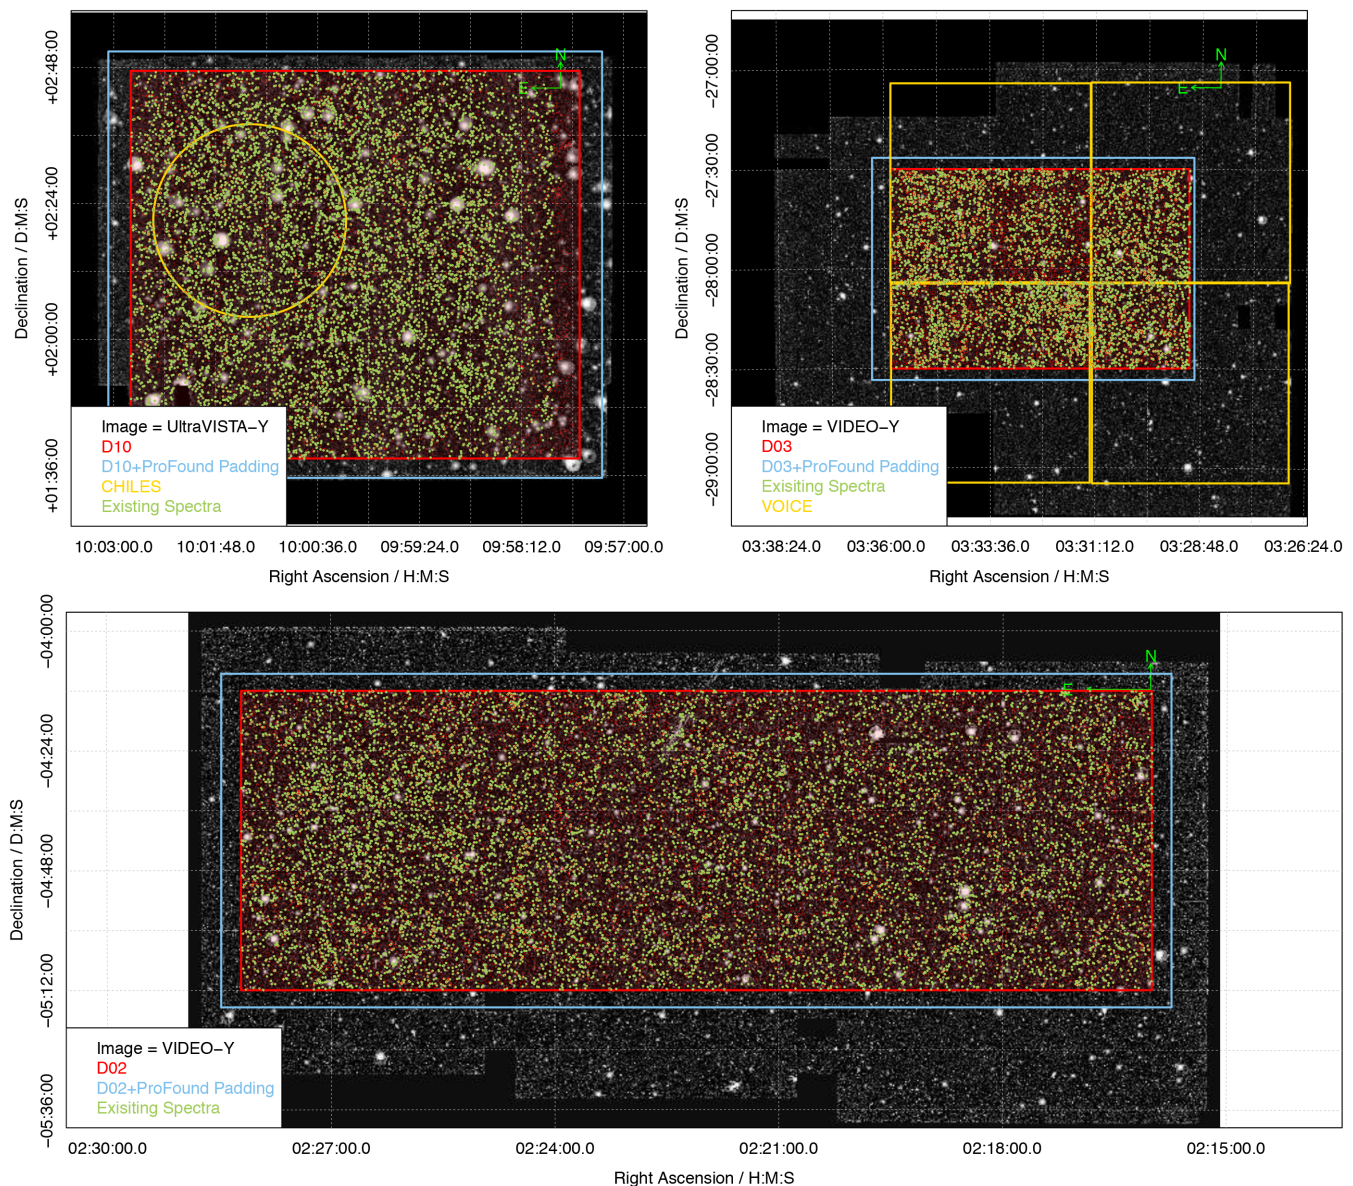 +02:48:00
+02:24:00
+02:00:00
+01:36:00
Declination / D:M:S
N
E
Image = UltraVISTA−Y
D10
D10+ProFound Padding
CHILES
Existing Spectra
10:03:00.0 10:01:48.0 10:00:36.0 09:59:24.0 09:58:12.0 09:57:00.0
Right Ascension / H:M:S
−27:00:00
−27:30:00
−28:00:00
−28:30:00
−29:00:00
Declination / D:M:S
N
E
Image = VIDEO−Y
D03
D03+ProFound Padding
Exisiting Spectra
VOICE
03:38:24.0 03:36:00.0 03:33:36.0 03:31:12.0 03:28:48.0 03:26:24.0
Right Ascension / H:M:S
−04:00:00
−04:24:00
−04:48:00
−05:12:00
−05:36:00
Declination / D:M:S
N
E
Image = VIDEO−Y
D02
D02+ProFound Padding
Exisiting Spectra
02:30:00.0 02:27:00.0 02:24:00.0 02:21:00.0 02:18:00.0 02:15:00.0
Right Ascension / H:M:S